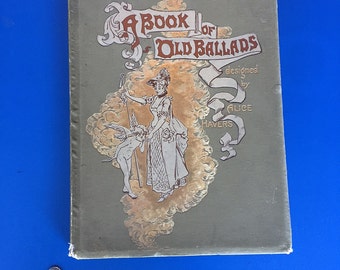 A BOOK OF
OLD BALLADS
designed
by
ALICE
HAVERS